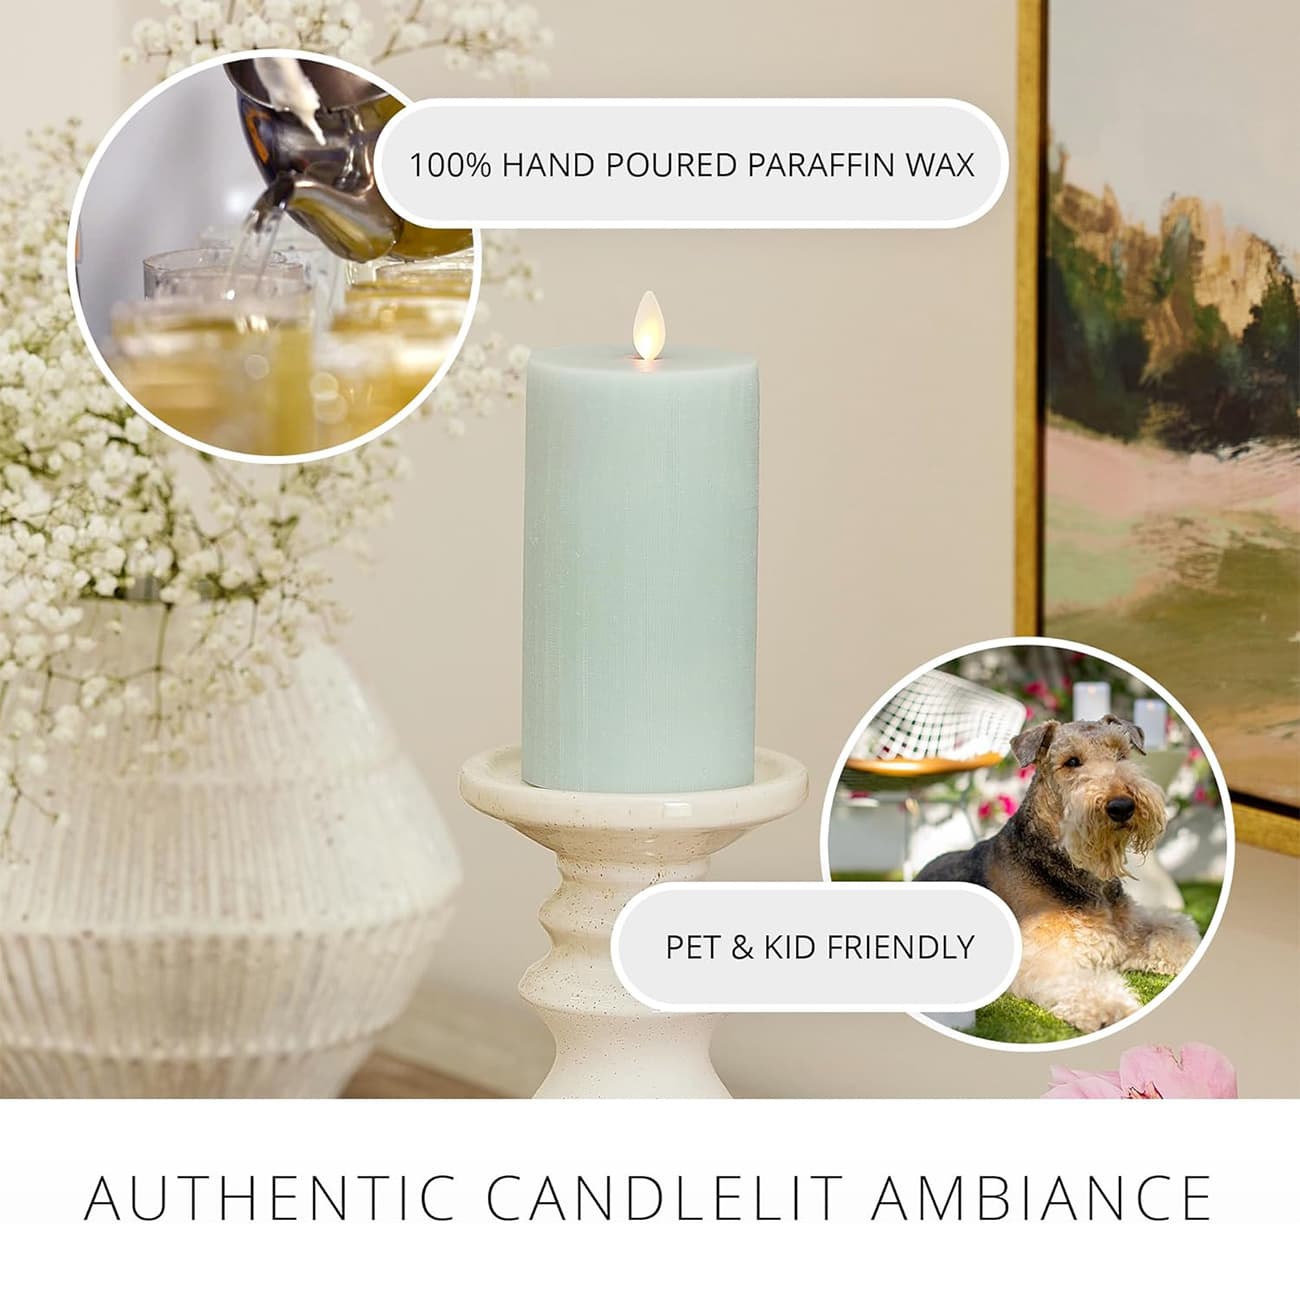 100% HAND POURED PARAFFIN WAX
PET & KID FRIENDLY
AUTHENTIC CANDLELIT AMBIANCE